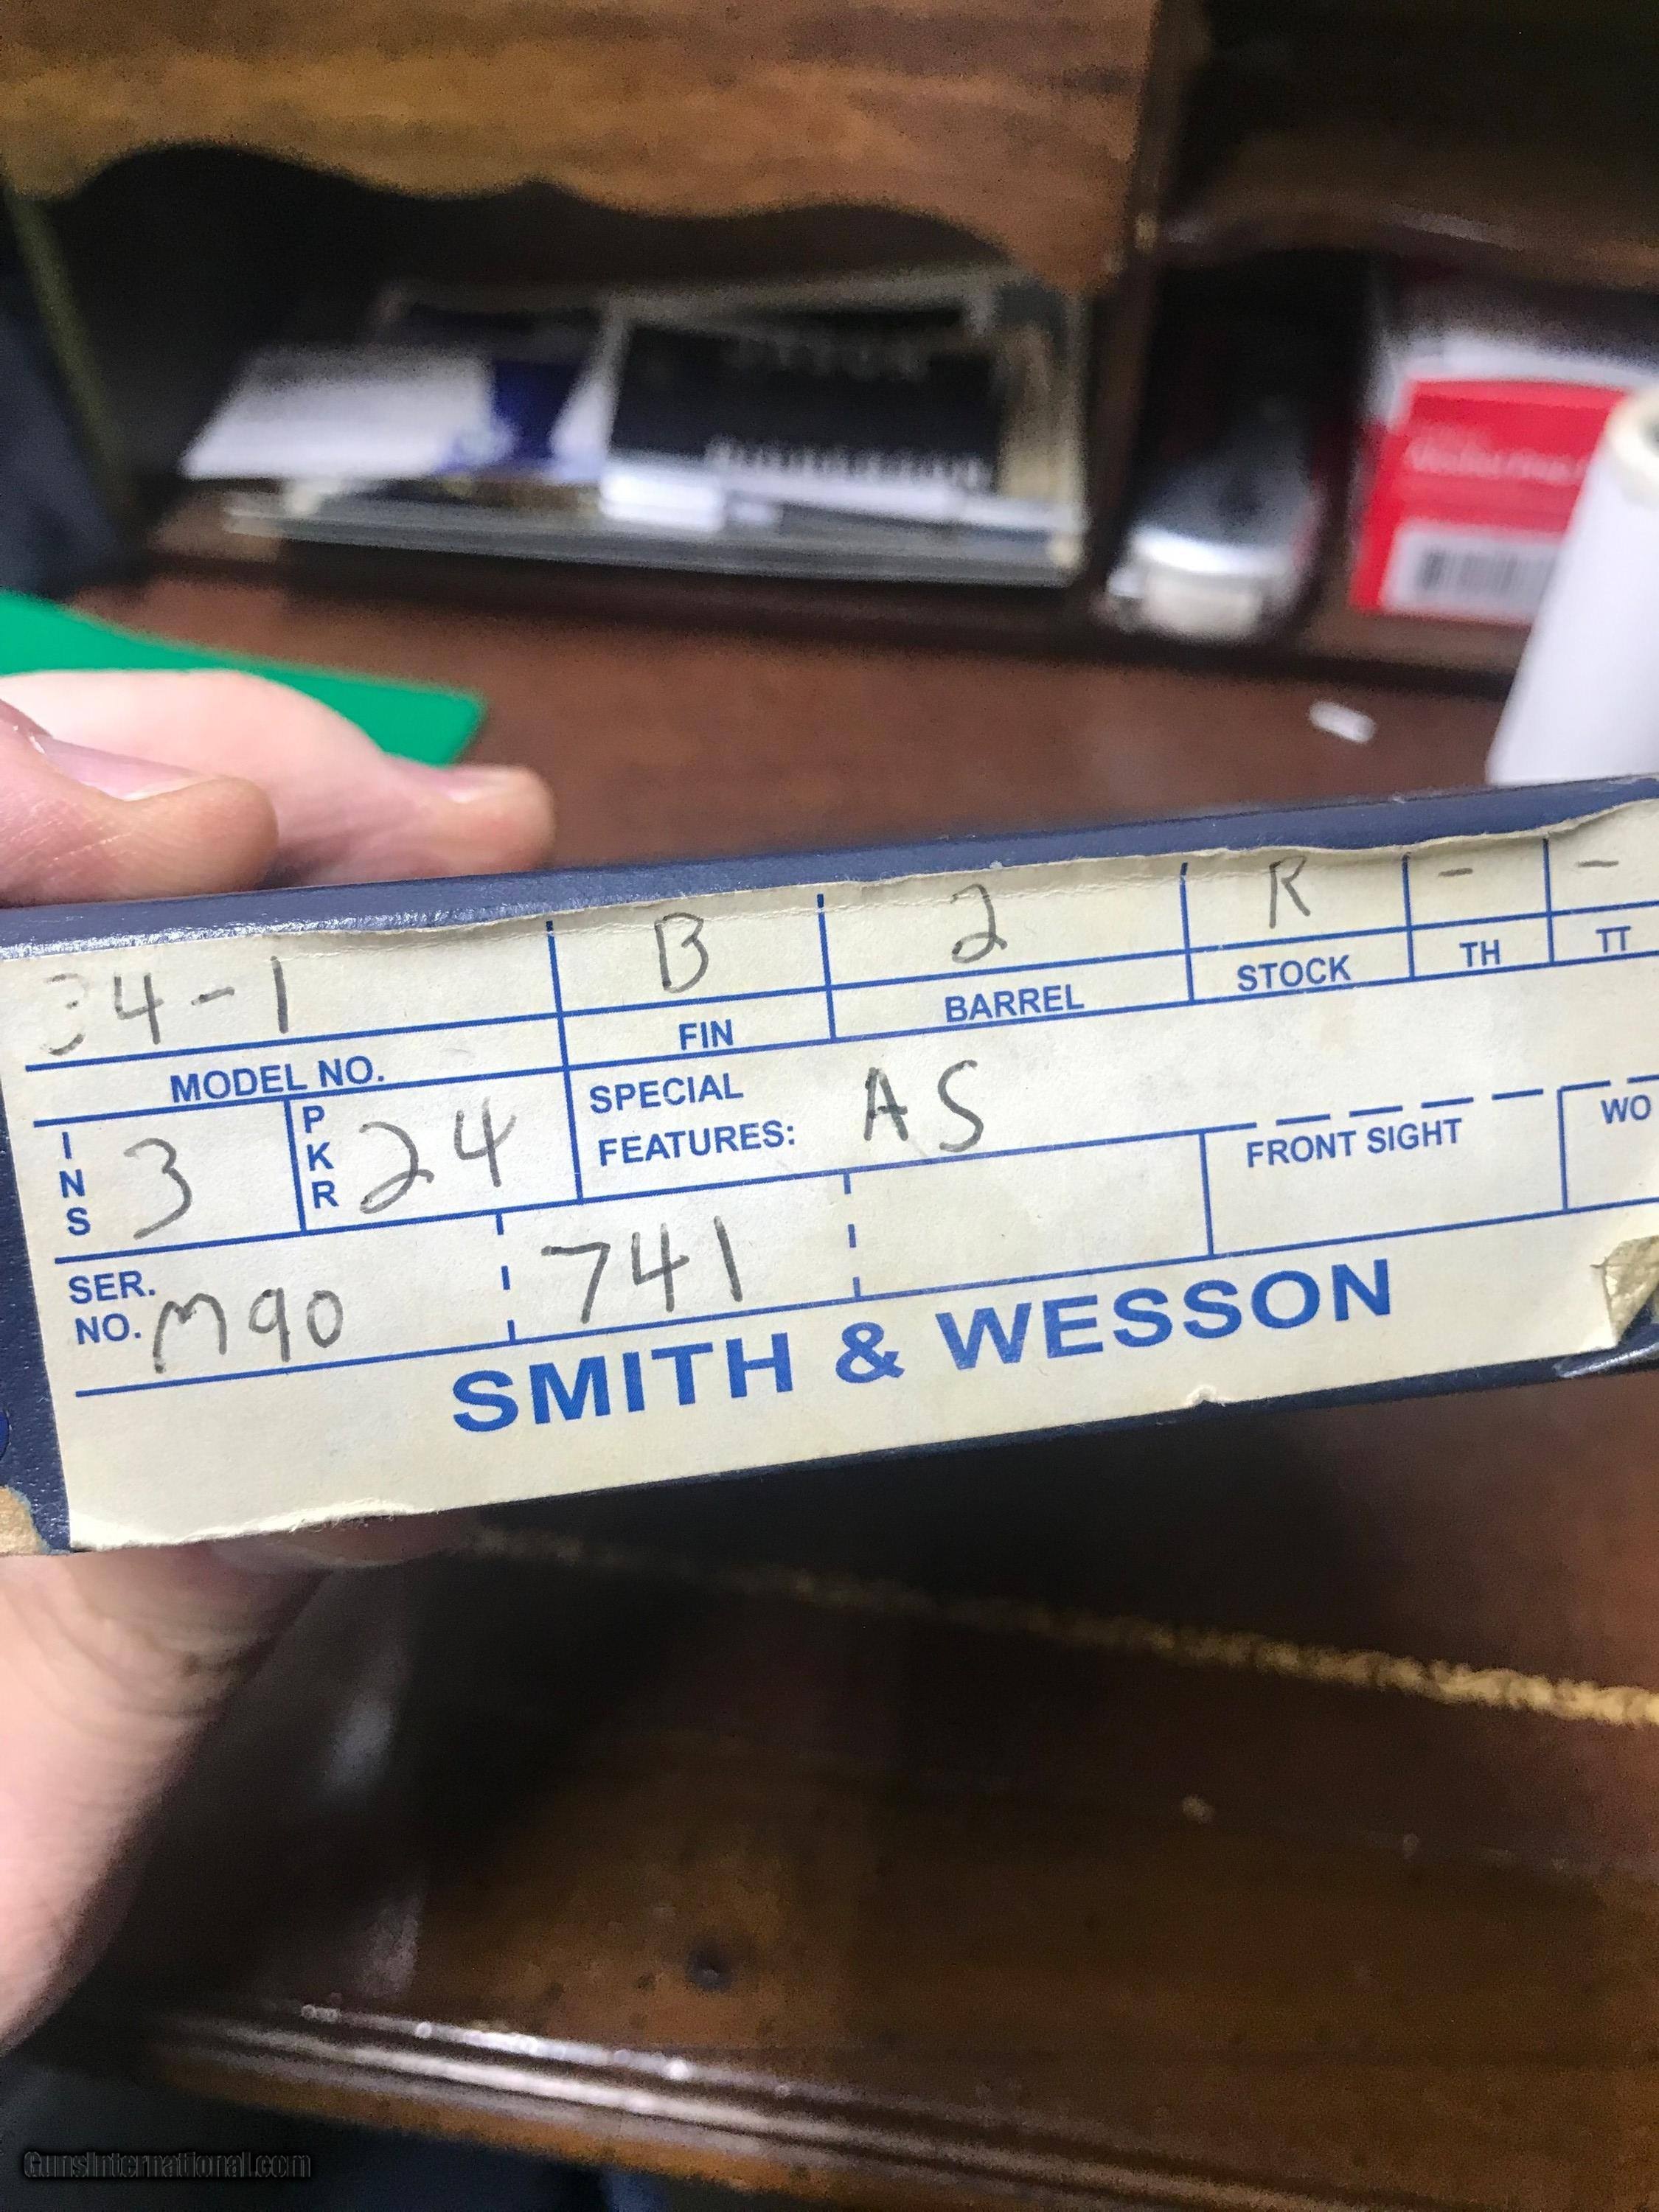 34-1 B 2 R - -
MODEL NO. FIN BARREL STOCK TH TT
INS 3 PKR 24 SPECIAL FEATURES: AS
FRONT SIGHT WO
SER. NO. M90 741
SMITH & WESSON
GunsInternational.com